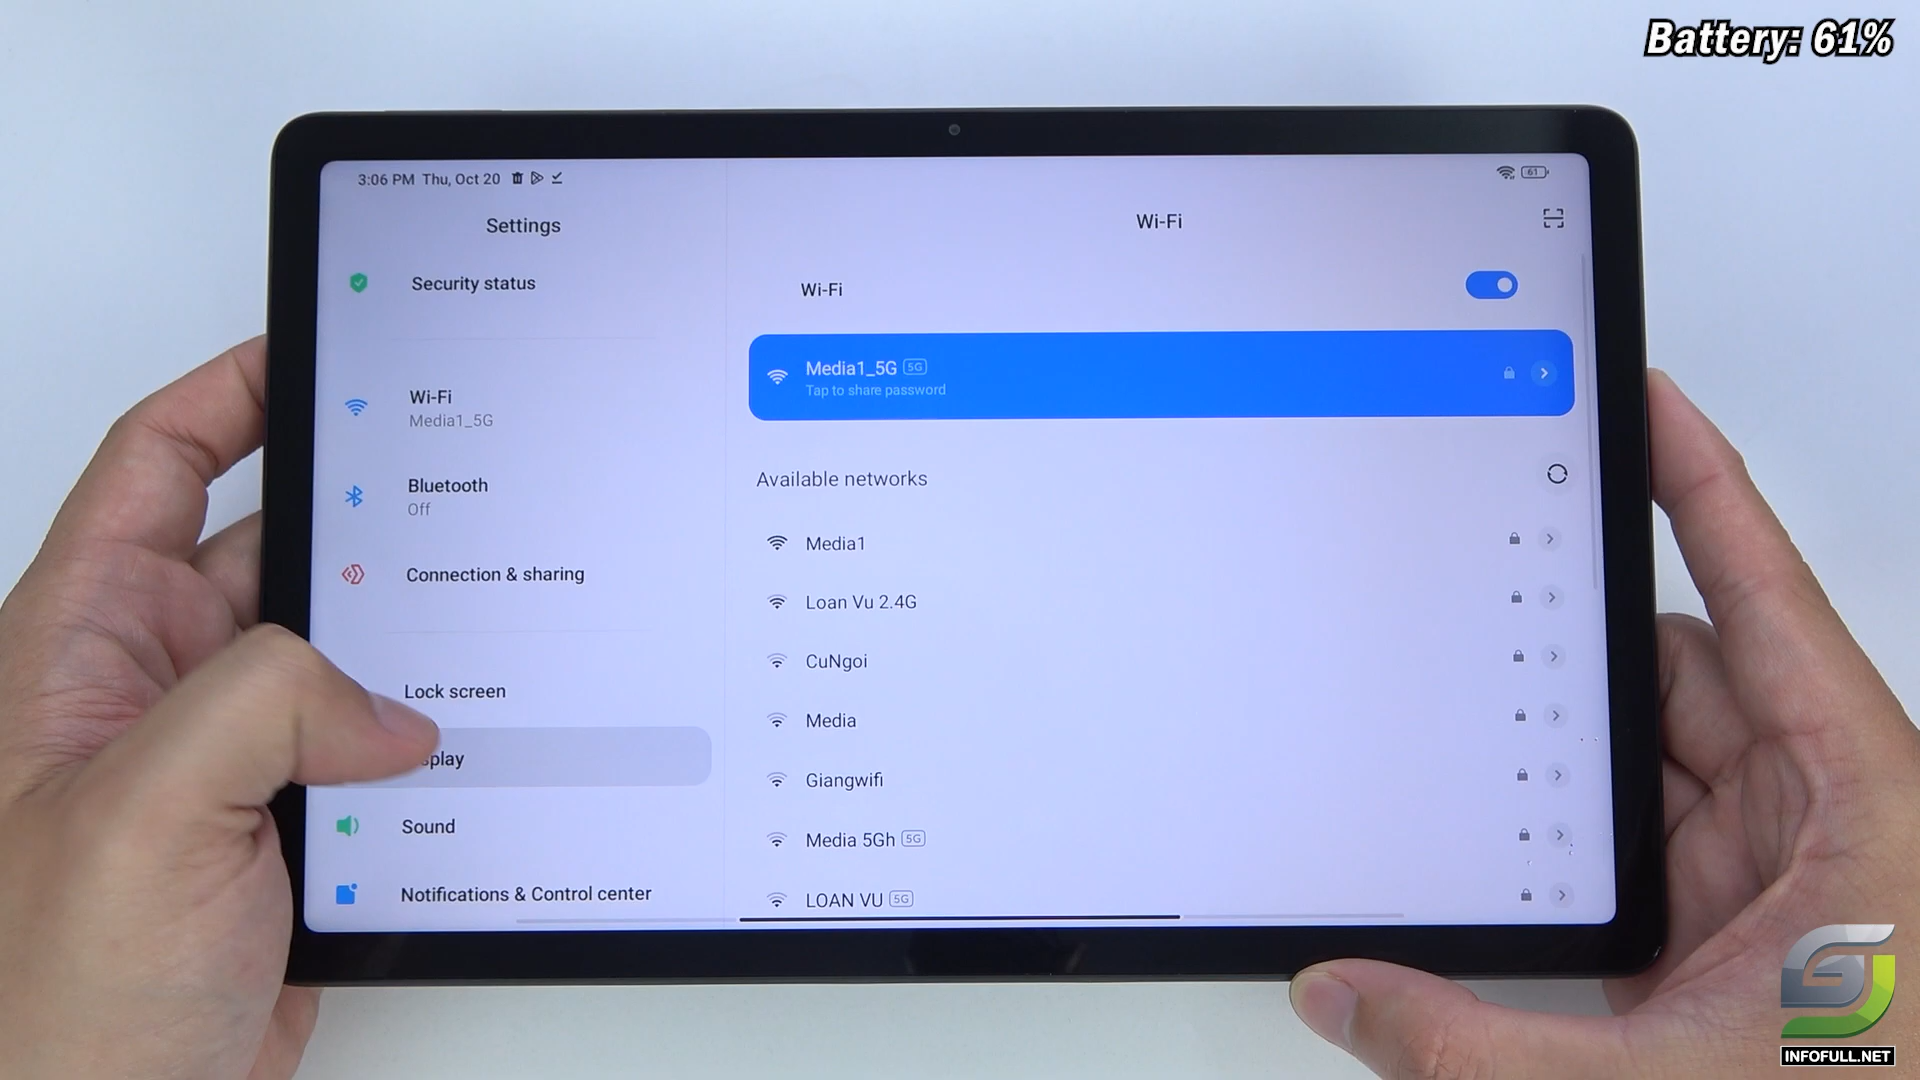 Battery: 61%
3:06 PM Thu, Oct 20
61
Settings
Security status
Wi-Fi
Media1_5G
Bluetooth
Off
Connection & sharing
Lock screen
splay
Sound
Notifications & Control center
Wi-Fi
Wi-Fi
Media1_5G 5G
Tap to share password
Available networks
Media1
Loan Vu 2.4G
CuNgoi
Media
Giangwifi
Media 5Gh 5G
LOAN VU 5G
INFOFULL.NET